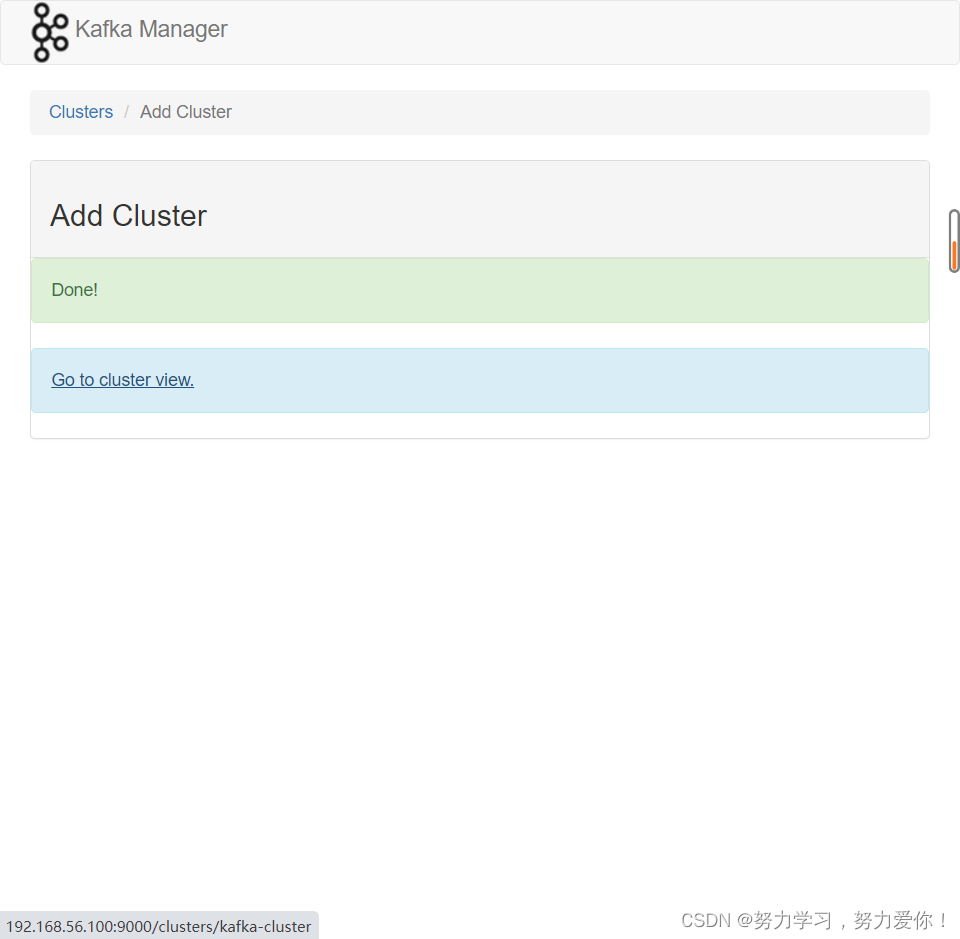 Kafka Manager
Clusters / Add Cluster
Add Cluster
Done!
Go to cluster view.
192.168.56.100:9000/clusters/kafka-cluster
CSDN @努力学习，努力爱你！